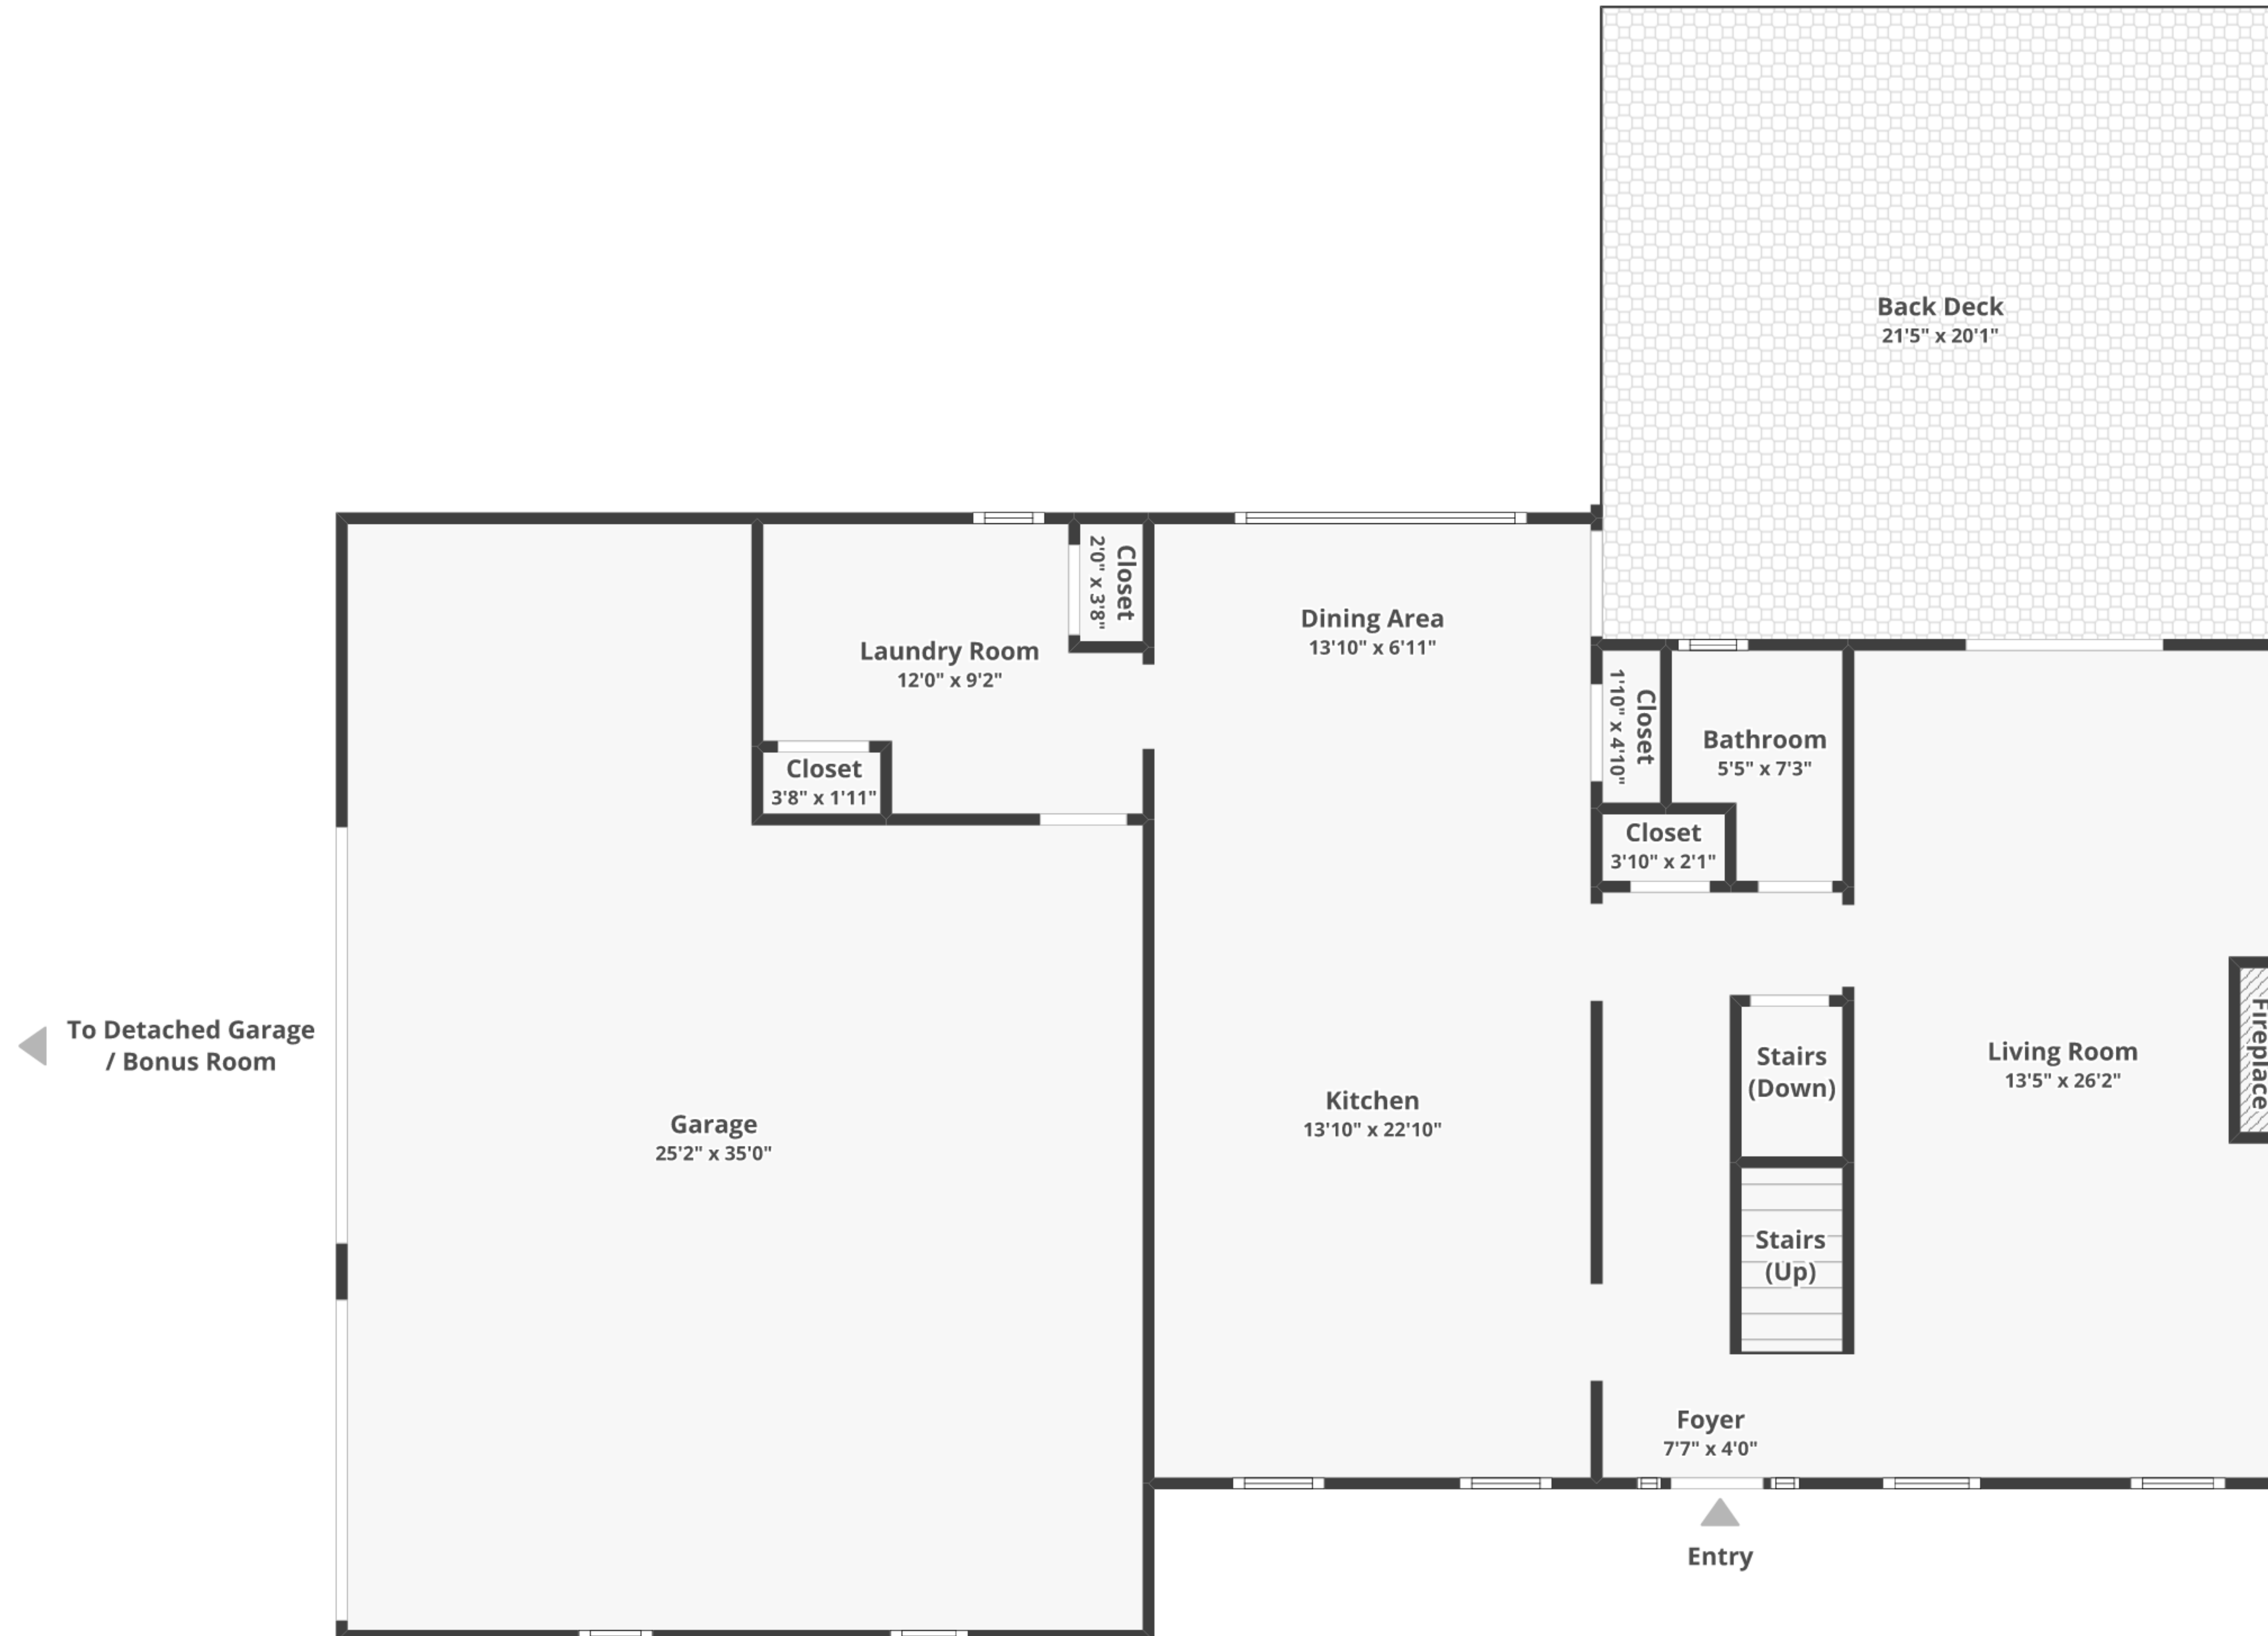 Back Deck
21'5" x 20'1"
Closet
2'0" x 3'8"
Dining Area
13'10" x 6'11"
Laundry Room
12'0" x 9'2"
Closet
1'10" x 4'10"
Bathroom
5'5" x 7'3"
Closet
3'8" x 1'11"
Closet
3'10" x 2'1"
To Detached Garage
/ Bonus Room
Fireplace
Stairs
(Down)
Living Room
13'5" x 26'2"
Kitchen
13'10" x 22'10"
Garage
25'2" x 35'0"
Stairs
(Up)
Foyer
7'7" x 4'0"
Entry